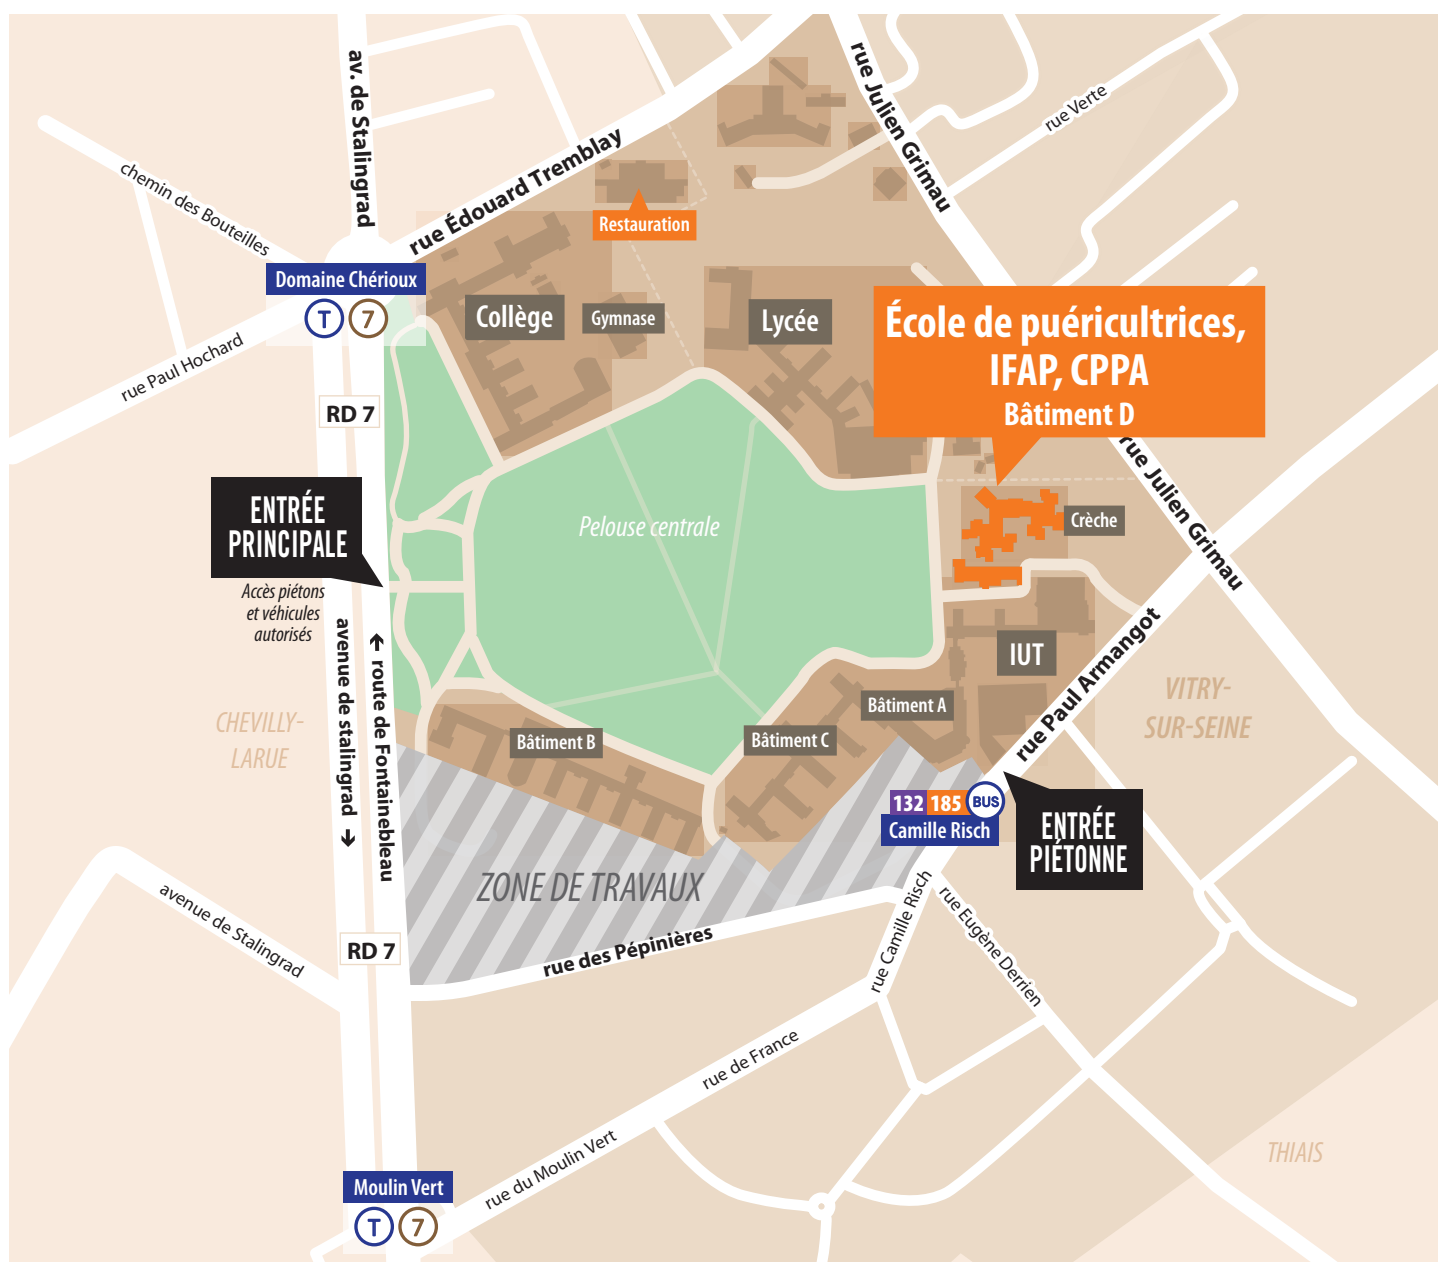 av. de Stalingrad
rue Julien Grimau
rue Verte
rue Édouard Tremblay
chemin des Bouteilles
Restauration
Domaine Chérioux
T 7
Collège
Gymnase
Lycée
École de puéricultrices,
IFAP, CPPA
Bâtiment D
rue Paul Hochard
RD 7
rue Julien Grimau
ENTRÉE
PRINCIPALE
Accès piétons
et véhicules
autorisés
Pelouse centrale
Crèche
avenue de stalingrad →
← route de Fontainebleau
IUT
rue Paul Armangot
CHEVILLY-
LARUE
VITRY-
SUR-SEINE
Bâtiment A
Bâtiment B
Bâtiment C
132 185 BUS
Camille Risch
ENTRÉE
PIÉTONNE
ZONE DE TRAVAUX
avenue de Stalingrad
RD 7
rue des Pépinières
rue Camille Risch
rue Eugène Derrien
rue de France
rue du Moulin Vert
THIAIS
Moulin Vert
T 7